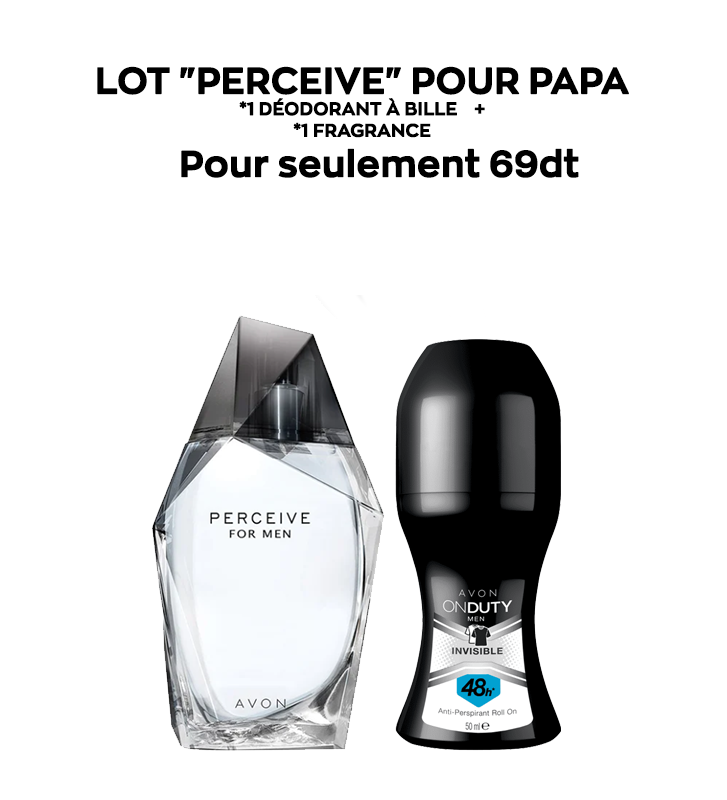 LOT "PERCEIVE" POUR PAPA
*1 DÉODORANT À BILLE +
*1 FRAGRANCE
Pour seulement 69dt
PERCEIVE
FOR MEN
AVON
AVON
ONDUTY
MEN
INVISIBLE
48h*
Anti-Perspirant Roll On
50 ml e